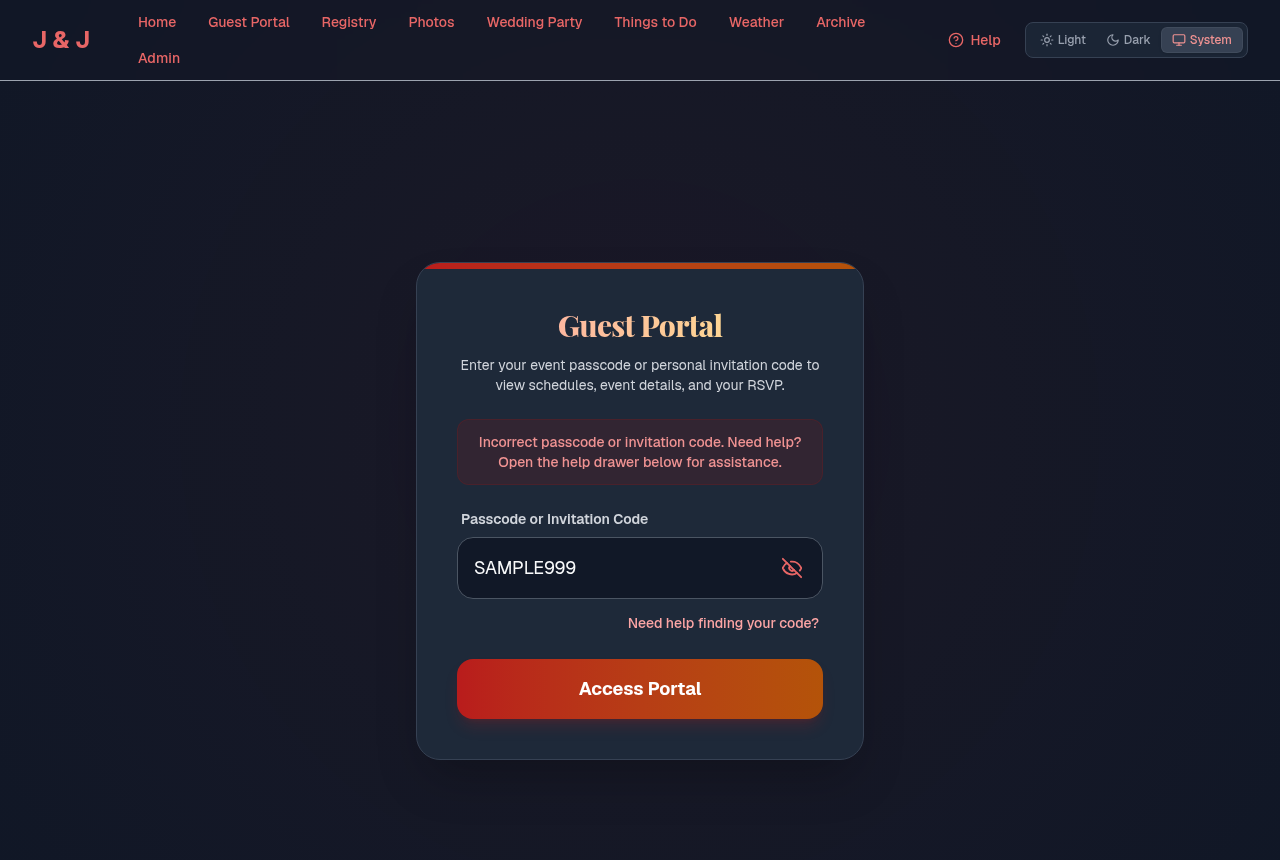 J & J
Home Guest Portal Registry Photos Wedding Party Things to Do Weather Archive
Admin
Help
Light Dark System
Guest Portal
Enter your event passcode or personal invitation code to
view schedules, event details, and your RSVP.
Incorrect passcode or invitation code. Need help?
Open the help drawer below for assistance.
Passcode or Invitation Code
SAMPLE999
Need help finding your code?
Access Portal